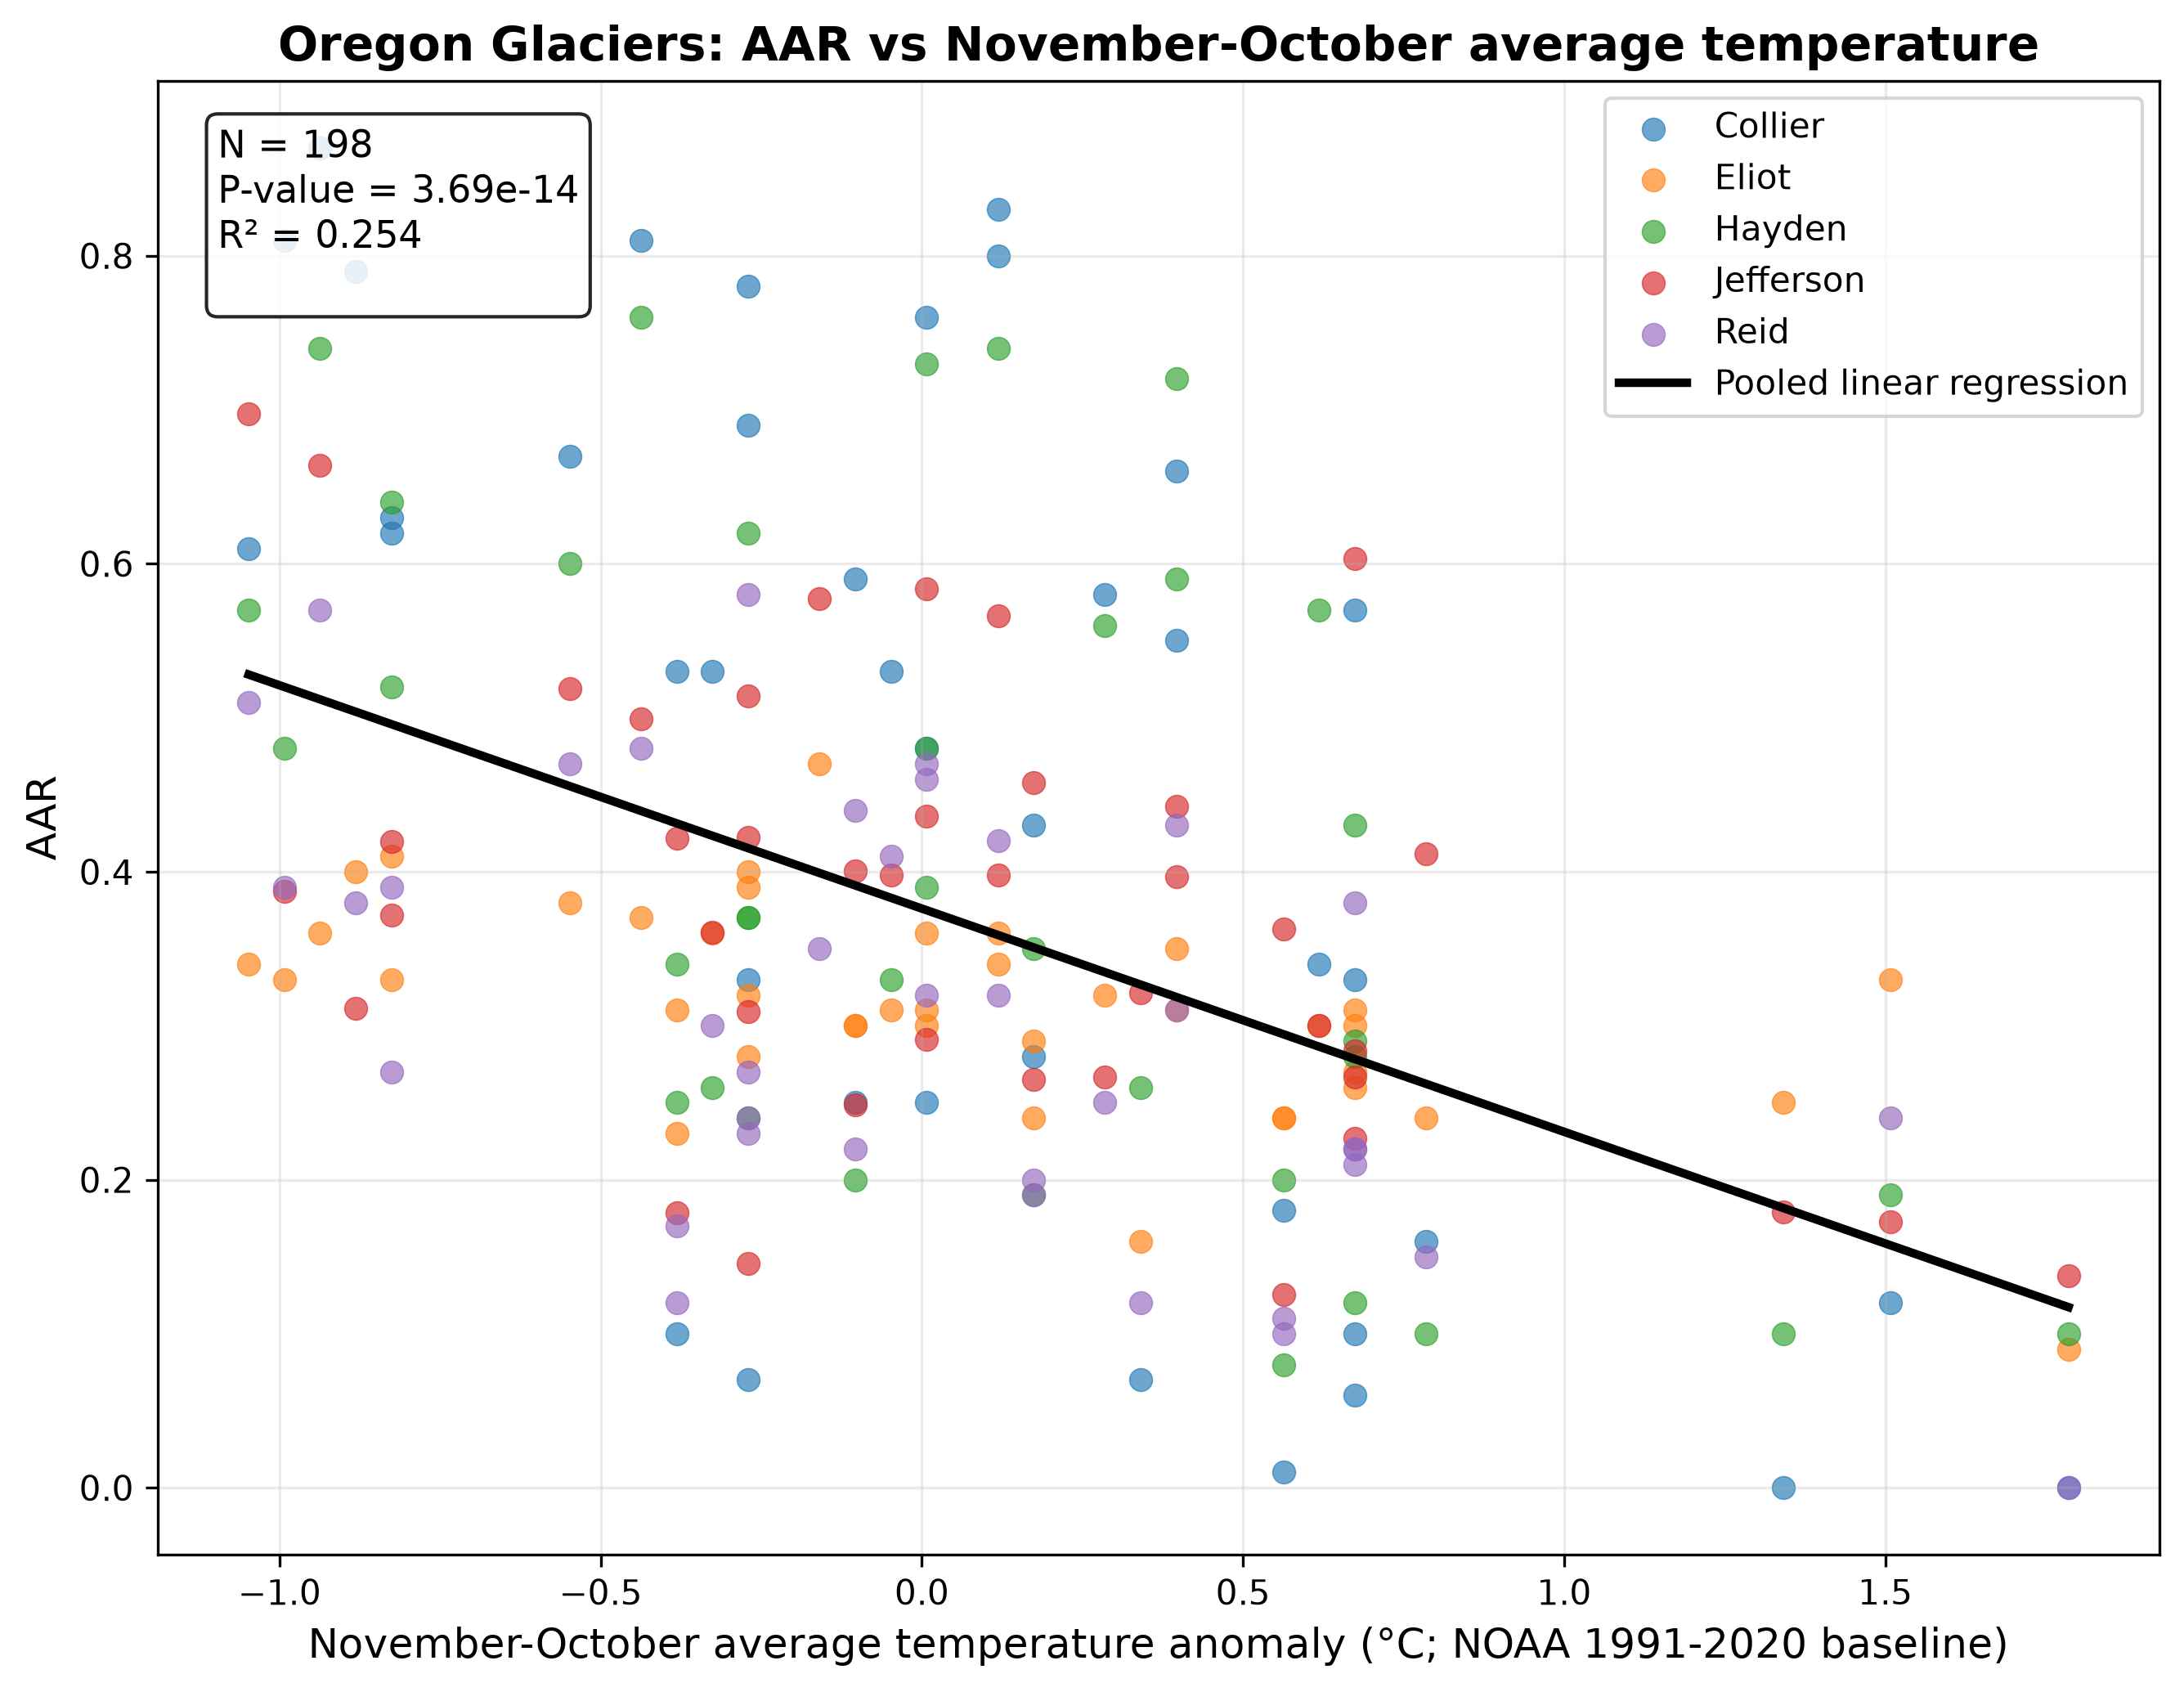 Oregon Glaciers: AAR vs November-October average temperature
N = 198
P-value = 3.69e-14
R² = 0.254
Collier
Eliot
Hayden
Jefferson
Reid
Pooled linear regression
AAR
0.8
0.6
0.4
0.2
0.0
−1.0
−0.5
0.0
0.5
1.0
1.5
November-October average temperature anomaly (°C; NOAA 1991-2020 baseline)